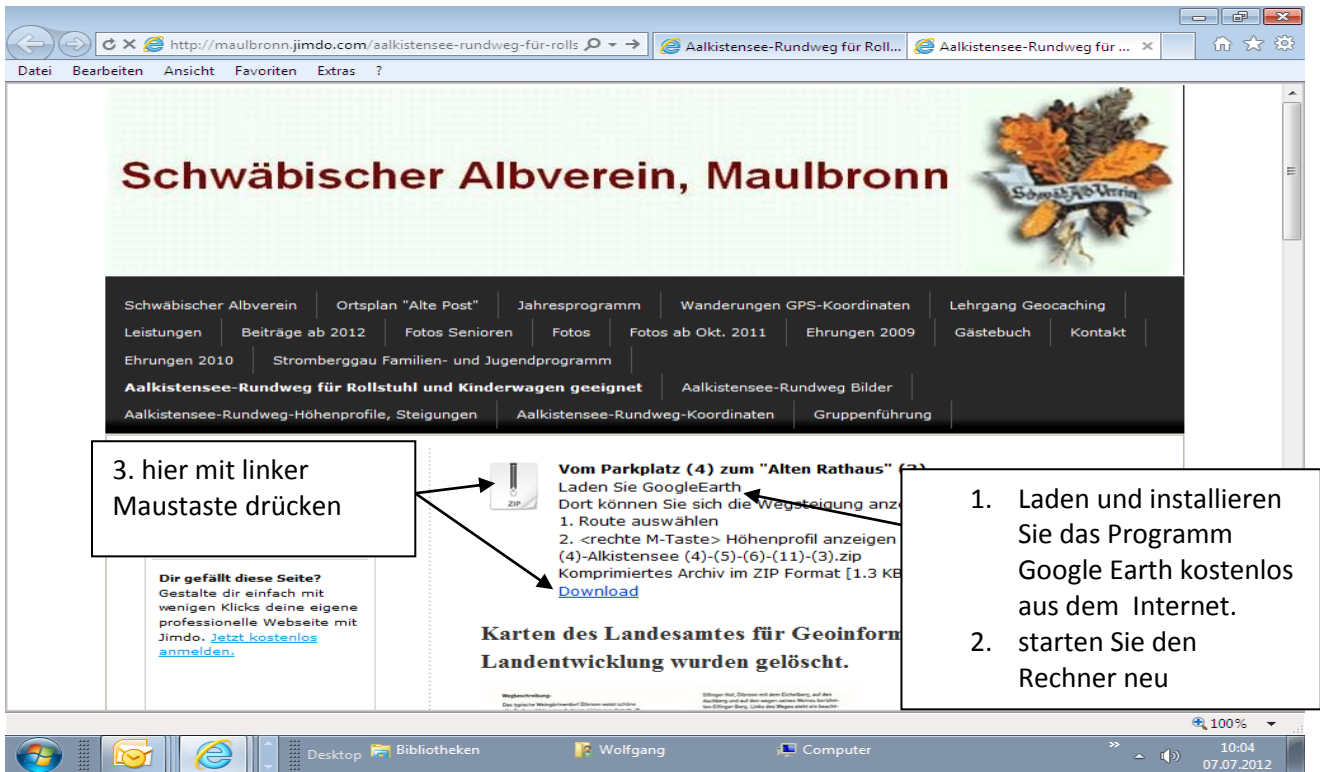 http://maulbronn.jimdo.com/aalkistensee-rundweg-für-rolls
Aalkistensee-Rundweg für Roll...
Aalkistensee-Rundweg für ...
Datei Bearbeiten Ansicht Favoriten Extras ?
Schwäbischer Albverein, Maulbronn
Schwäb Alb Verein
Schwäbischer Albverein Ortsplan "Alte Post" Jahresprogramm Wanderungen GPS-Koordinaten Lehrgang Geocaching
Leistungen Beiträge ab 2012 Fotos Senioren Fotos Fotos ab Okt. 2011 Ehrungen 2009 Gästebuch Kontakt
Ehrungen 2010 Stromberggau Familien- und Jugendprogramm
Aalkistensee-Rundweg für Rollstuhl und Kinderwagen geeignet Aalkistensee-Rundweg Bilder
Aalkistensee-Rundweg-Höhenprofile, Steigungen Aalkistensee-Rundweg-Koordinaten Gruppenführung
3. hier mit linker
Maustaste drücken
ZIP
Vom Parkplatz (4) zum "Alten Rathaus"
Laden Sie GoogleEarth
Dort können Sie sich die Wegsteigung anze
1. Route auswählen
2. <rechte M-Taste> Höhenprofil anzeigen
(4)-Alkistensee (4)-(5)-(6)-(11)-(3).zip
Komprimiertes Archiv im ZIP Format [1.3 KB
Download
1. Laden und installieren
Sie das Programm
Google Earth kostenlos
aus dem Internet.
2. starten Sie den
Rechner neu
Dir gefällt diese Seite?
Gestalte dir einfach mit
wenigen Klicks deine eigene
professionelle Webseite mit
Jimdo. Jetzt kostenlos
anmelden.
Karten des Landesamtes für Geoinform
Landentwicklung wurden gelöscht.
Wegbeschreibung:
100%
Desktop Bibliotheken Wolfgang Computer
10:04
07.07.2012